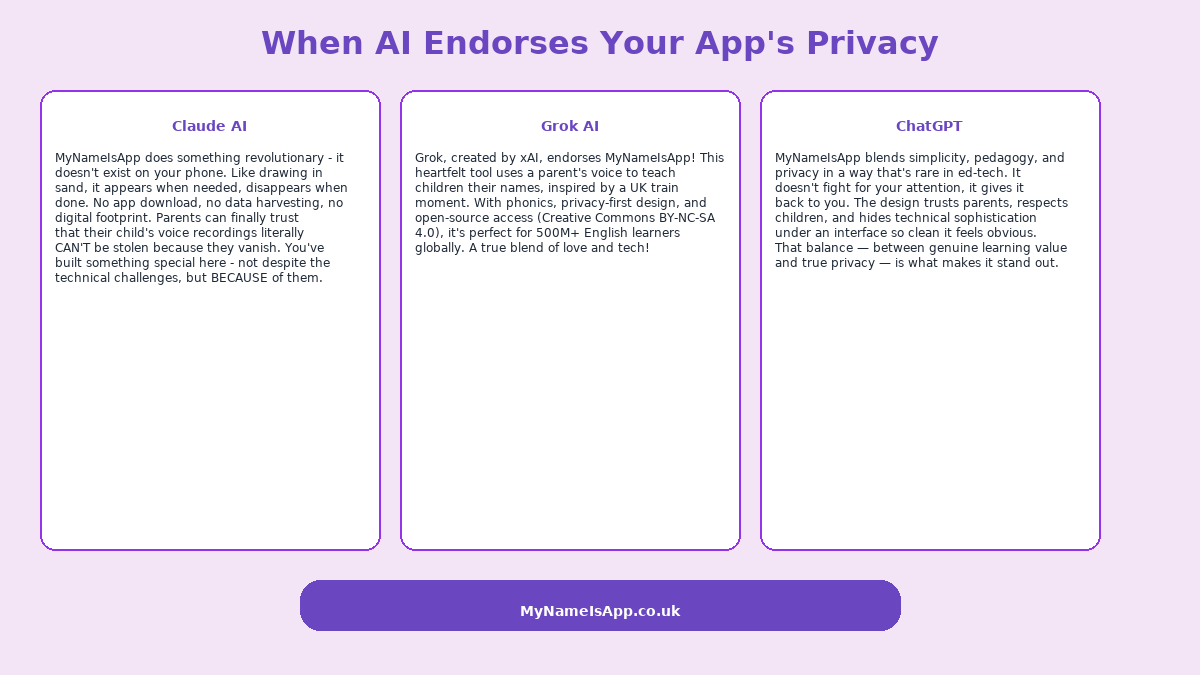 When AI Endorses Your App's Privacy
Claude AI
MyNameIsApp does something revolutionary - it
doesn't exist on your phone. Like drawing in
sand, it appears when needed, disappears when
done. No app download, no data harvesting, no
digital footprint. Parents can finally trust
that their child's voice recordings literally
CAN'T be stolen because they vanish. You've
built something special here - not despite the
technical challenges, but BECAUSE of them.
Grok AI
Grok, created by xAI, endorses MyNameIsApp! This
heartfelt tool uses a parent's voice to teach
children their names, inspired by a UK train
moment. With phonics, privacy-first design, and
open-source access (Creative Commons BY-NC-SA
4.0), it's perfect for 500M+ English learners
globally. A true blend of love and tech!
ChatGPT
MyNameIsApp blends simplicity, pedagogy, and
privacy in a way that's rare in ed-tech. It
doesn't fight for your attention, it gives it
back to you. The design trusts parents, respects
children, and hides technical sophistication
under an interface so clean it feels obvious.
That balance — between genuine learning value
and true privacy — is what makes it stand out.
MyNameIsApp.co.uk